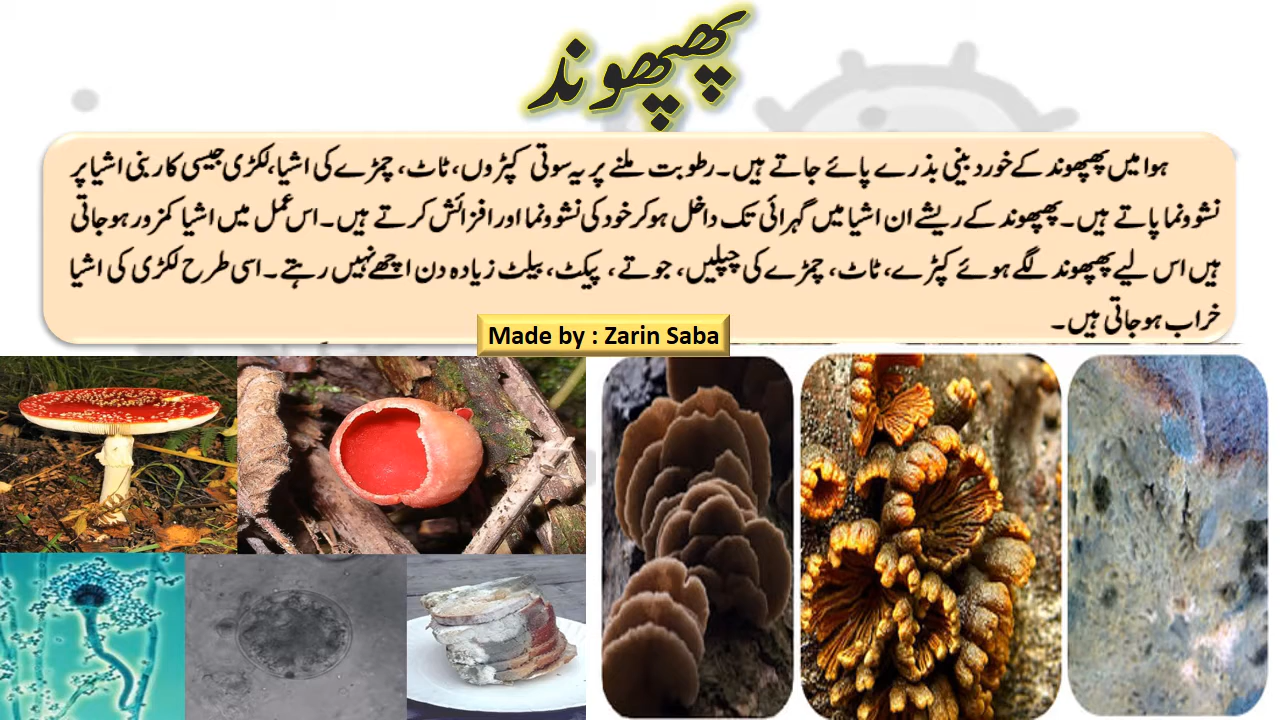 پھپھوند
ہوا میں پھپھوند کے خوردبینی بذرے پائے جاتے ہیں۔رطوبت ملنے پر یہ سوتی کپڑوں، ٹاٹ، چمڑے کی اشیا،لکڑی جیسی کاربنی اشیا پر
نشوونما پاتے ہیں۔پھپھوند کے ریشے ان اشیا میں گہرائی تک داخل ہوکر خود کی نشوونما اور افزائش کرتے ہیں۔اس عمل میں اشیا کمزور ہوجاتی
ہیں اس لیے پھپھوند لگے ہوئے کپڑے، ٹاٹ، چمڑے کی چپلیں، جوتے، پیکٹ، بیلٹ زیادہ دن اچھے نہیں رہتے۔اسی طرح لکڑی کی اشیا
خراب ہوجاتی ہیں۔
Made by : Zarin Saba